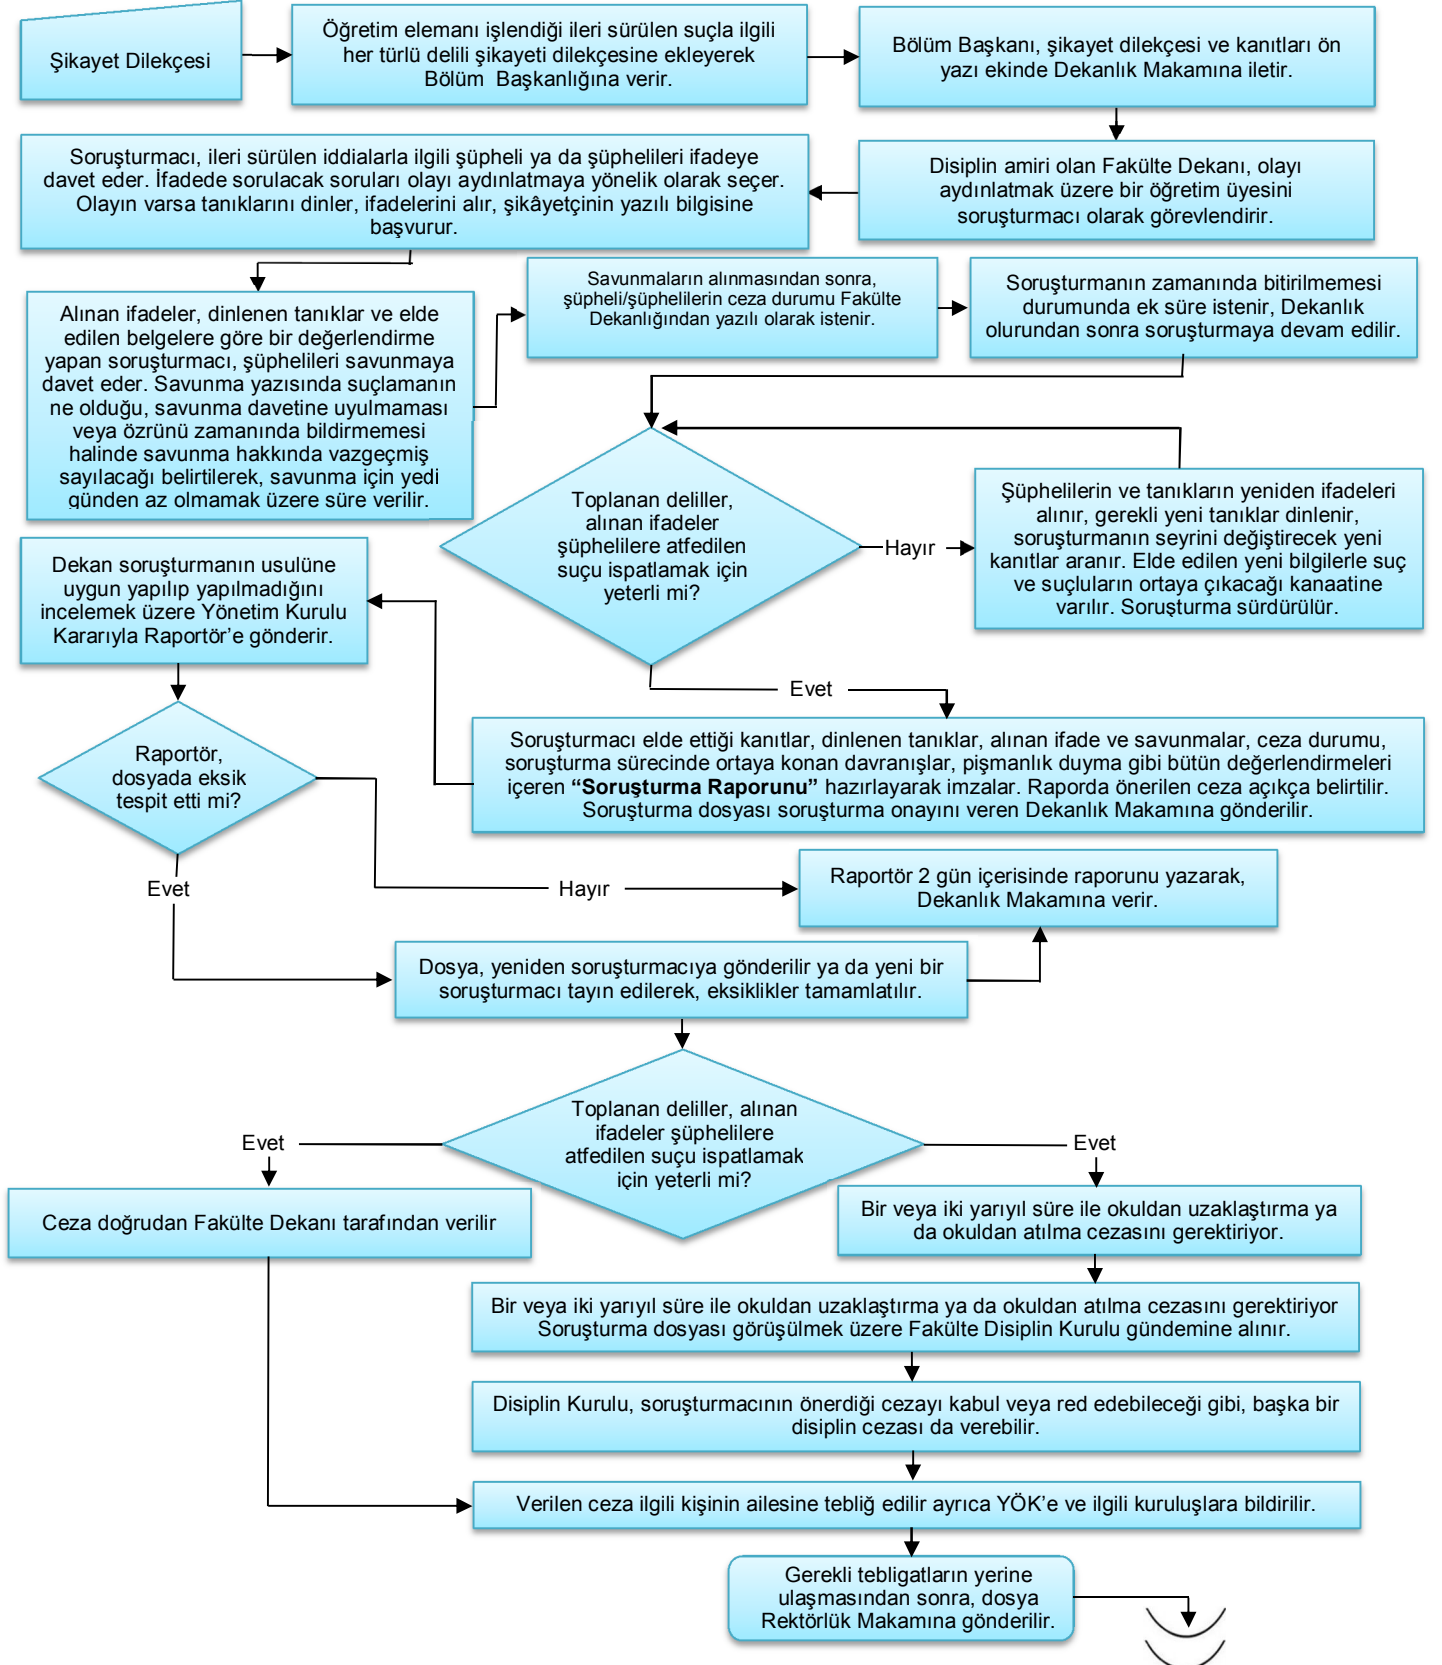 Şikayet Dilekçesi
Öğretim elemanı işlendiği ileri sürülen suçla ilgili
her türlü delili şikayeti dilekçesine ekleyerek
Bölüm Başkanlığına verir.
Bölüm Başkanı, şikayet dilekçesi ve kanıtları ön
yazı ekinde Dekanlık Makamına iletir.
Disiplin amiri olan Fakülte Dekanı, olayı
aydınlatmak üzere bir öğretim üyesini
soruşturmacı olarak görevlendirir.
Soruşturmacı, ileri sürülen iddialarla ilgili şüpheli ya da şüphelileri ifadeye
davet eder. İfadede sorulacak soruları olayı aydınlatmaya yönelik olarak seçer.
Olayın varsa tanıklarını dinler, ifadelerini alır, şikâyetçinin yazılı bilgisine
başvurur.
Alınan ifadeler, dinlenen tanıklar ve elde
edilen belgelere göre bir değerlendirme
yapan soruşturmacı, şüphelileri savunmaya
davet eder. Savunma yazısında suçlamanın
ne olduğu, savunma davetine uyulmaması
veya özrünü zamanında bildirmemesi
halinde savunma hakkında vazgeçmiş
sayılacağı belirtilerek, savunma için yedi
günden az olmamak üzere süre verilir.
Savunmaların alınmasından sonra,
şüpheli/şüphelilerin ceza durumu Fakülte
Dekanlığından yazılı olarak istenir.
Soruşturmanın zamanında bitirilmemesi
durumunda ek süre istenir, Dekanlık
olurundan sonra soruşturmaya devam edilir.
Toplanan deliller,
alınan ifadeler
şüphelilere atfedilen
suçu ispatlamak için
yeterli mi?
Hayır
Şüphelilerin ve tanıkların yeniden ifadeleri
alınır, gerekli yeni tanıklar dinlenir,
soruşturmanın seyrini değiştirecek yeni
kanıtlar aranır. Elde edilen yeni bilgilerle suç
ve suçluların ortaya çıkacağı kanaatine
varılır. Soruşturma sürdürülür.
Evet
Soruşturmacı elde ettiği kanıtlar, dinlenen tanıklar, alınan ifade ve savunmalar, ceza durumu,
soruşturma sürecinde ortaya konan davranışlar, pişmanlık duyma gibi bütün değerlendirmeleri
içeren “Soruşturma Raporunu” hazırlayarak imzalar. Raporda önerilen ceza açıkça belirtilir.
Soruşturma dosyası soruşturma onayını veren Dekanlık Makamına gönderilir.
Dekan soruşturmanın usulüne
uygun yapılıp yapılmadığını
incelemek üzere Yönetim Kurulu
Kararıyla Raportör’e gönderir.
Raportör,
dosyada eksik
tespit etti mi?
Evet
Hayır
Raportör 2 gün içerisinde raporunu yazarak,
Dekanlık Makamına verir.
Dosya, yeniden soruşturmacıya gönderilir ya da yeni bir
soruşturmacı tayin edilerek, eksiklikler tamamlatılır.
Toplanan deliller, alınan
ifadeler şüphelilere
atfedilen suçu ispatlamak
için yeterli mi?
Evet
Evet
Ceza doğrudan Fakülte Dekanı tarafından verilir
Bir veya iki yarıyıl süre ile okuldan uzaklaştırma ya
da okuldan atılma cezasını gerektiriyor.
Bir veya iki yarıyıl süre ile okuldan uzaklaştırma ya da okuldan atılma cezasını gerektiriyor
Soruşturma dosyası görüşülmek üzere Fakülte Disiplin Kurulu gündemine alınır.
Disiplin Kurulu, soruşturmacının önerdiği cezayı kabul veya red edebileceği gibi, başka bir
disiplin cezası da verebilir.
Verilen ceza ilgili kişinin ailesine tebliğ edilir ayrıca YÖK’e ve ilgili kuruluşlara bildirilir.
Gerekli tebligatların yerine
ulaşmasından sonra, dosya
Rektörlük Makamına gönderilir.